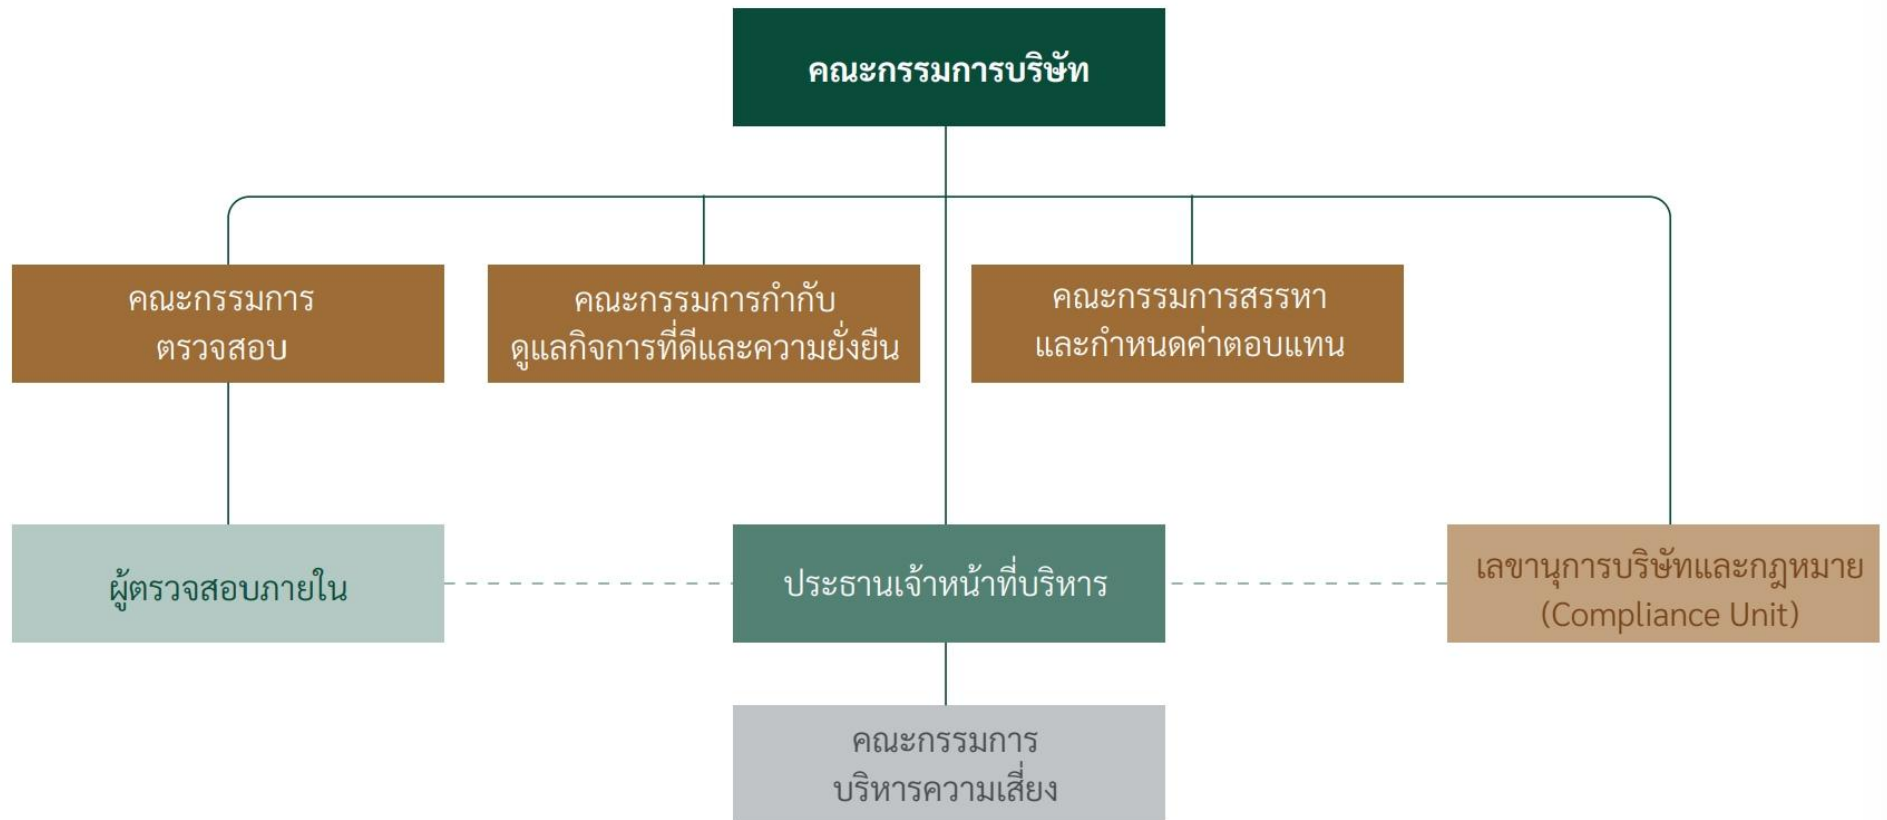 คณะกรรมการบริษัท
คณะกรรมการ
ตรวจสอบ
คณะกรรมการกำกับ
ดูแลกิจการที่ดีและความยั่งยืน
คณะกรรมการสรรหา
และกำหนดค่าตอบแทน
ผู้ตรวจสอบภายใน
ประธานเจ้าหน้าที่บริหาร
เลขานุการบริษัทและกฎหมาย
(Compliance Unit)
คณะกรรมการ
บริหารความเสี่ยง